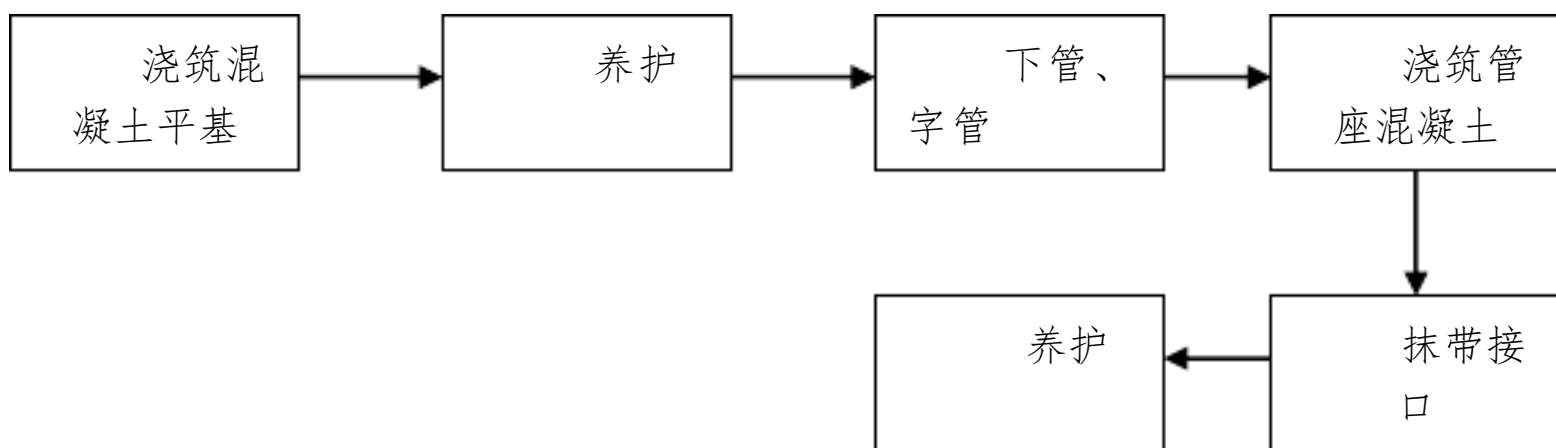 浇筑混
凝土平基
养护
下管、
字管
浇筑管
座混凝土
养护
抹带接
口